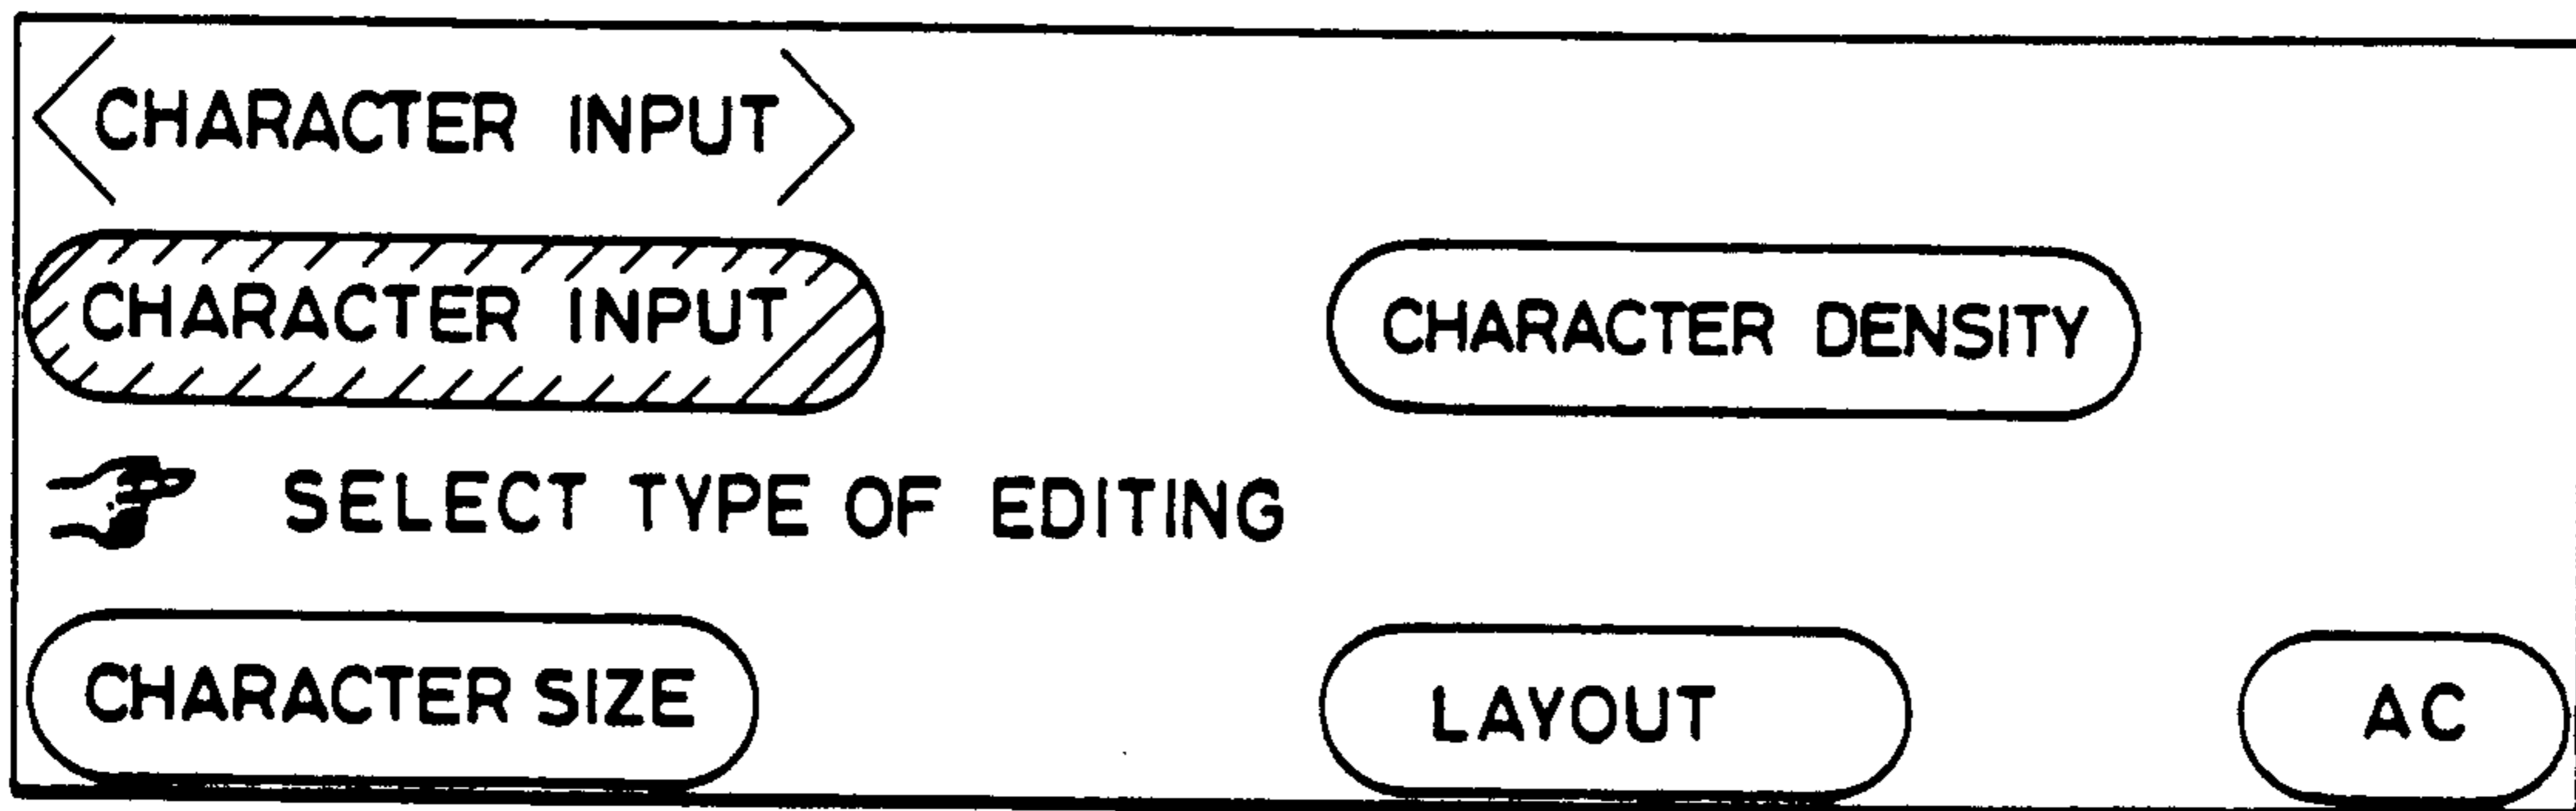 <CHARACTER INPUT>
CHARACTER INPUT CHARACTER DENSITY
SELECT TYPE OF EDITING
CHARACTER SIZE LAYOUT AC